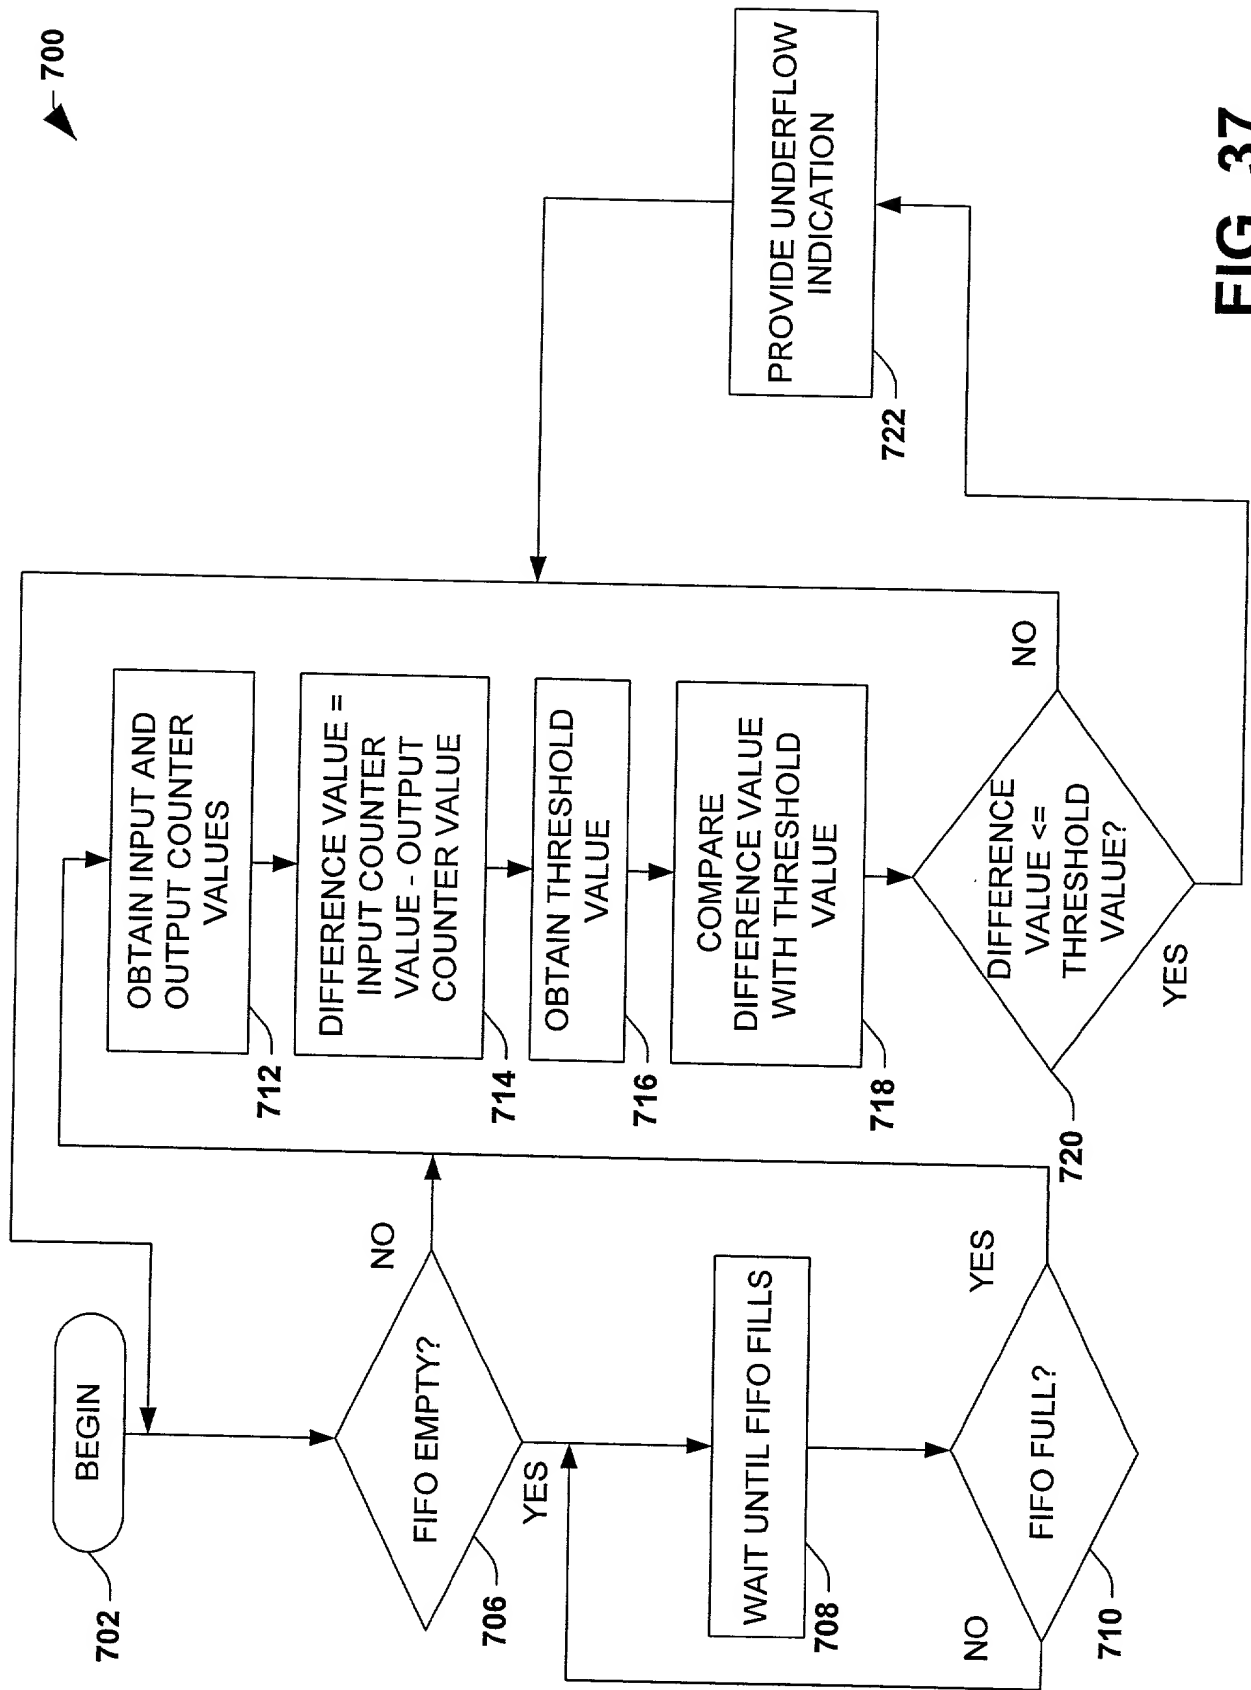 700
BEGIN
702
FIFO EMPTY?
706
NO
YES
WAIT UNTIL FIFO FILLS
708
FIFO FULL?
710
NO
YES
OBTAIN INPUT AND
OUTPUT COUNTER
VALUES
712
DIFFERENCE VALUE =
INPUT COUNTER
VALUE - OUTPUT
COUNTER VALUE
714
OBTAIN THRESHOLD
VALUE
716
COMPARE
DIFFERENCE VALUE
WITH THRESHOLD
VALUE
718
DIFFERENCE
VALUE <=
THRESHOLD
VALUE?
720
NO
YES
PROVIDE UNDERFLOW
INDICATION
722
FIG. 37